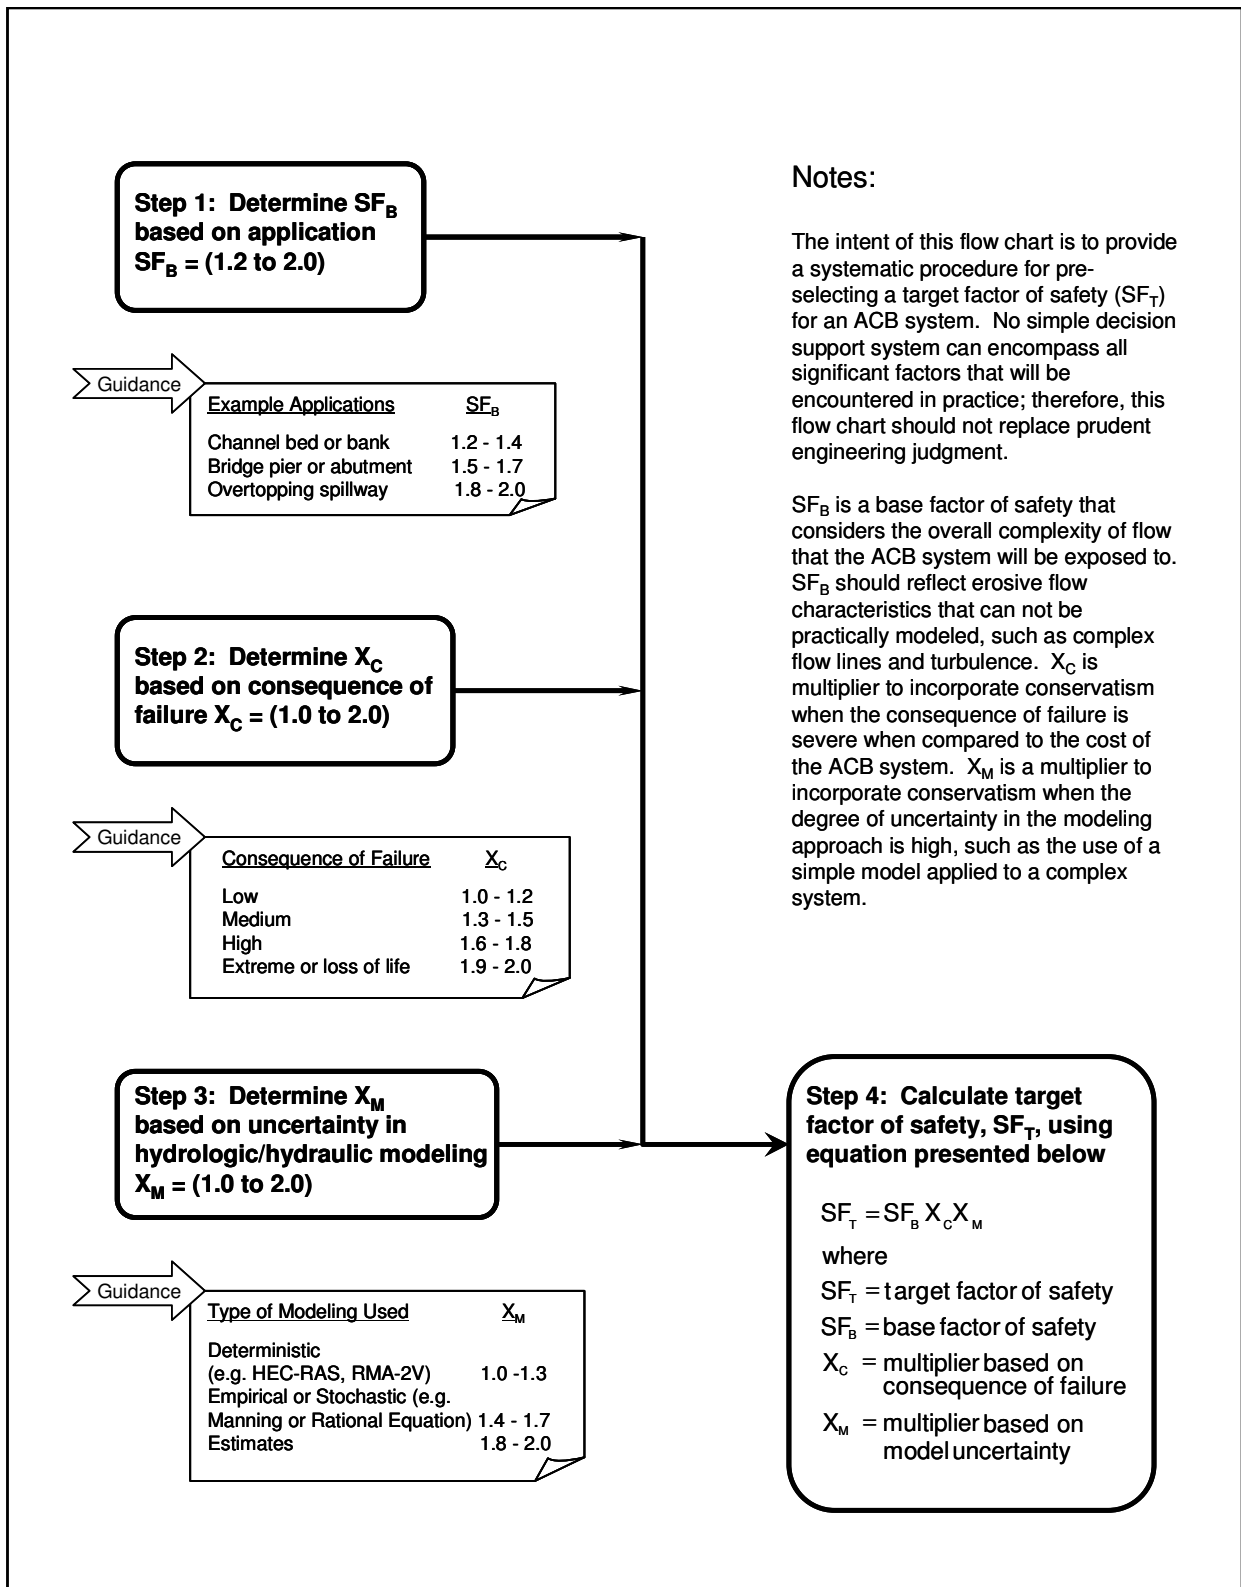 Step 1: Determine SF_B
based on application
SF_B = (1.2 to 2.0)
Guidance
Example Applications SF_B
Channel bed or bank 1.2 - 1.4
Bridge pier or abutment 1.5 - 1.7
Overtopping spillway 1.8 - 2.0
Step 2: Determine X_C
based on consequence of
failure X_C = (1.0 to 2.0)
Guidance
Consequence of Failure X_C
Low 1.0 - 1.2
Medium 1.3 - 1.5
High 1.6 - 1.8
Extreme or loss of life 1.9 - 2.0
Step 3: Determine X_M
based on uncertainty in
hydrologic/hydraulic modeling
X_M = (1.0 to 2.0)
Guidance
Type of Modeling Used X_M
Deterministic
(e.g. HEC-RAS, RMA-2V) 1.0 -1.3
Empirical or Stochastic (e.g.
Manning or Rational Equation) 1.4 - 1.7
Estimates 1.8 - 2.0
Notes:
The intent of this flow chart is to provide
a systematic procedure for pre-
selecting a target factor of safety (SF_T)
for an ACB system. No simple decision
support system can encompass all
significant factors that will be
encountered in practice; therefore, this
flow chart should not replace prudent
engineering judgment.
SF_B is a base factor of safety that
considers the overall complexity of flow
that the ACB system will be exposed to.
SF_B should reflect erosive flow
characteristics that can not be
practically modeled, such as complex
flow lines and turbulence. X_C is
multiplier to incorporate conservatism
when the consequence of failure is
severe when compared to the cost of
the ACB system. X_M is a multiplier to
incorporate conservatism when the
degree of uncertainty in the modeling
approach is high, such as the use of a
simple model applied to a complex
system.
Step 4: Calculate target
factor of safety, SF_T, using
equation presented below
SF_T = SF_B X_C X_M
where
SF_T = target factor of safety
SF_B = base factor of safety
X_C = multiplier based on
consequence of failure
X_M = multiplier based on
model uncertainty